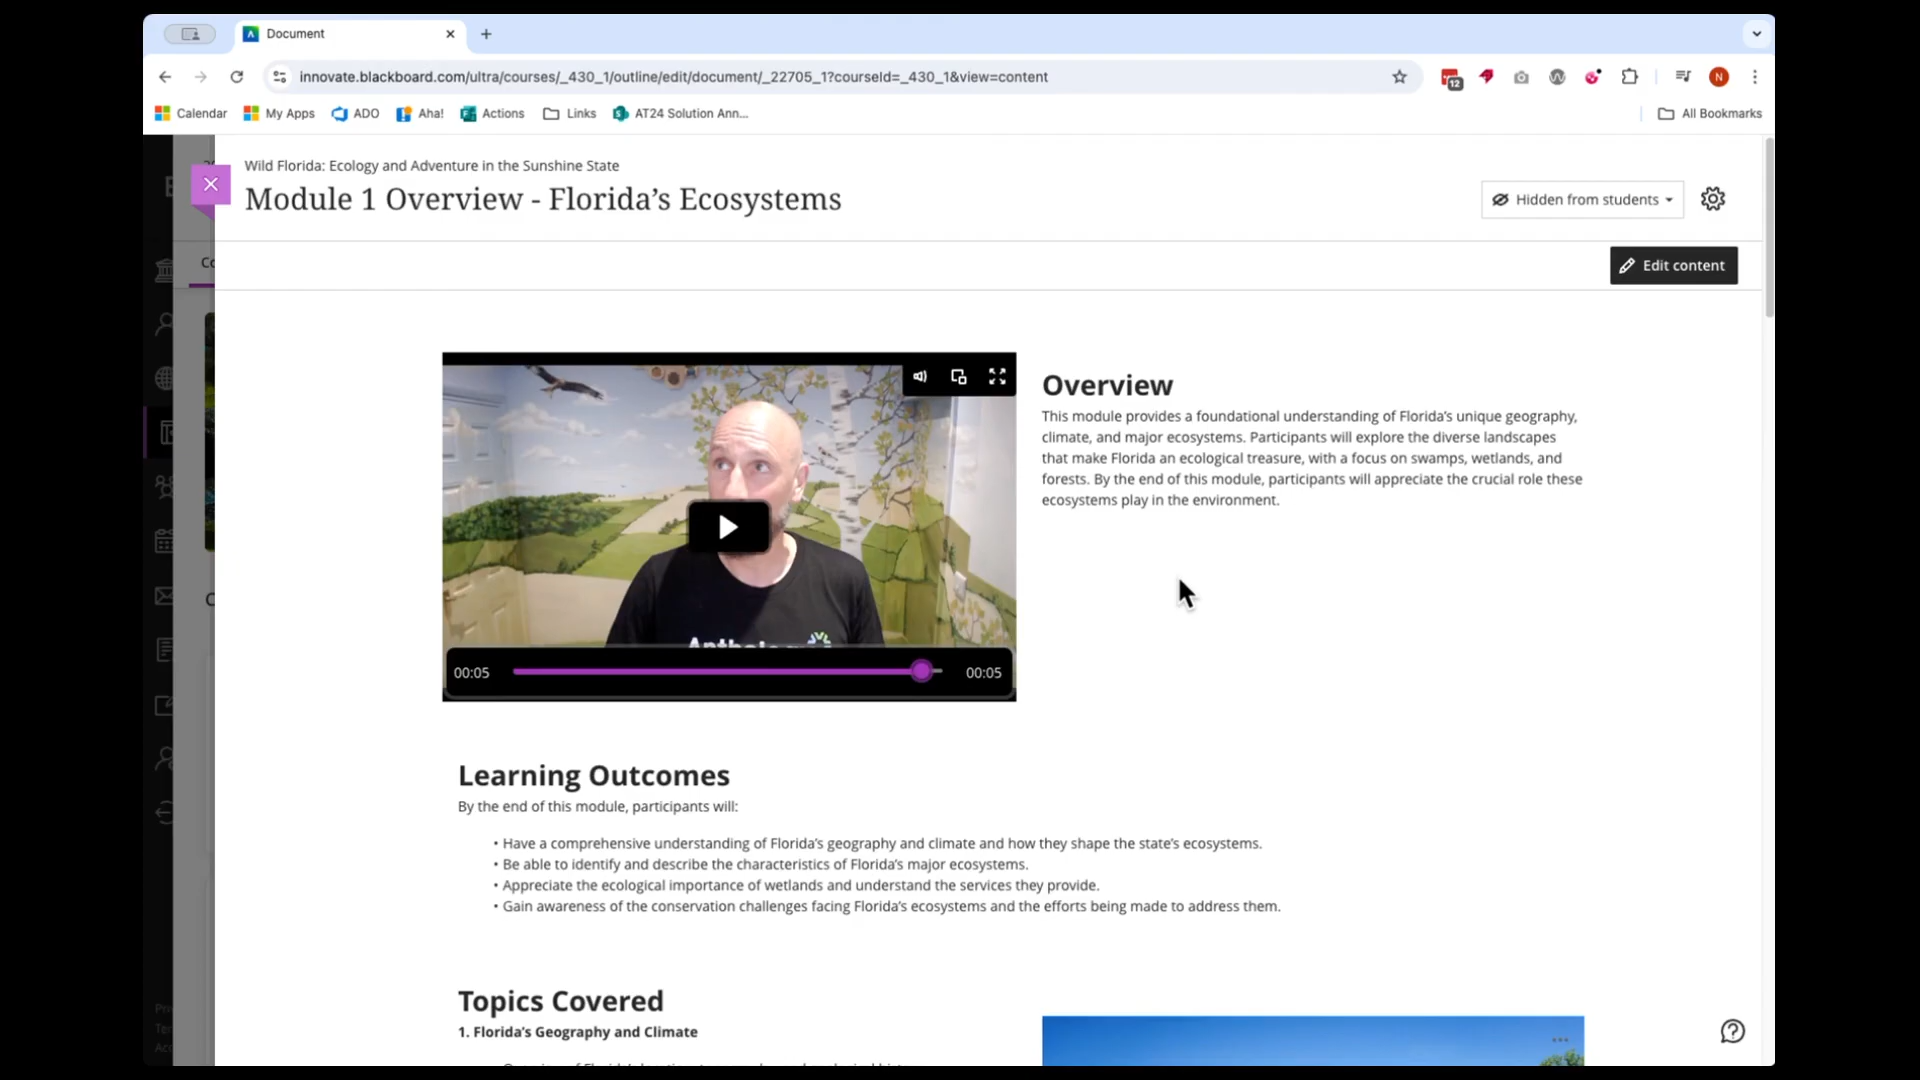 Document
innovate.blackboard.com/ultra/courses/_430_1/outline/edit/document/_22705_1?courseId=_430_1&view=content
12
N
Calendar
My Apps
ADO
Aha!
Actions
Links
AT24 Solution Ann...
All Bookmarks
Wild Florida: Ecology and Adventure in the Sunshine State
Module 1 Overview - Florida's Ecosystems
Hidden from students
Edit content
Overview
This module provides a foundational understanding of Florida's unique geography,
climate, and major ecosystems. Participants will explore the diverse landscapes
that make Florida an ecological treasure, with a focus on swamps, wetlands, and
forests. By the end of this module, participants will appreciate the crucial role these
ecosystems play in the environment.
00:05
00:05
Learning Outcomes
By the end of this module, participants will:
• Have a comprehensive understanding of Florida's geography and climate and how they shape the state's ecosystems.
• Be able to identify and describe the characteristics of Florida's major ecosystems.
• Appreciate the ecological importance of wetlands and understand the services they provide.
• Gain awareness of the conservation challenges facing Florida's ecosystems and the efforts being made to address them.
Topics Covered
1. Florida's Geography and Climate